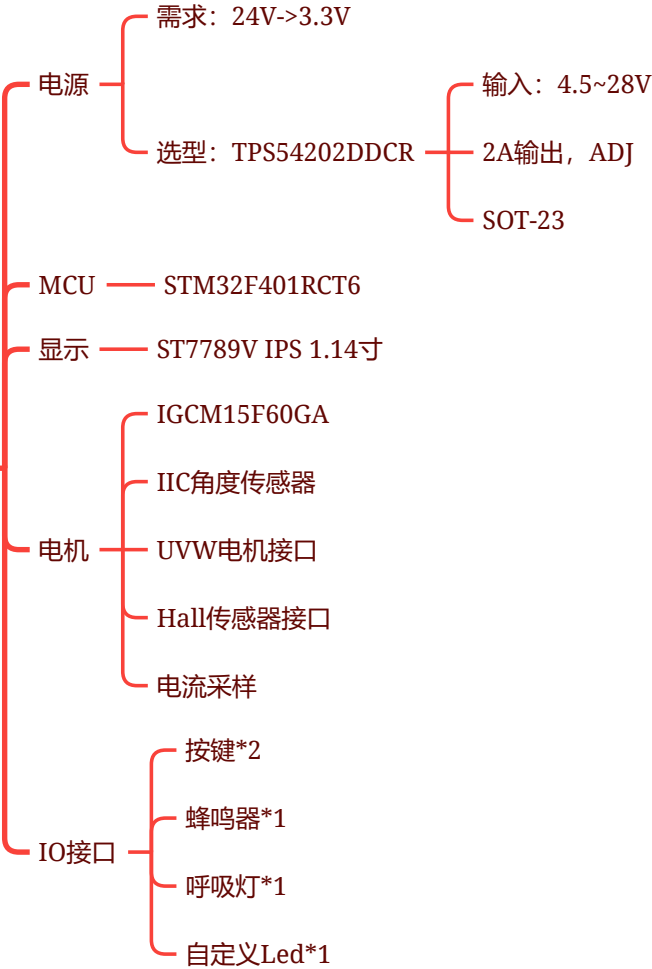 需求：24V->3.3V
电源
输入：4.5~28V
选型：TPS54202DDCR
2A输出，ADJ
SOT-23
MCU
STM32F401RCT6
显示
ST7789V IPS 1.14寸
IGCM15F60GA
IIC角度传感器
电机
UVW电机接口
Hall传感器接口
电流采样
按键*2
蜂鸣器*1
IO接口
呼吸灯*1
自定义Led*1